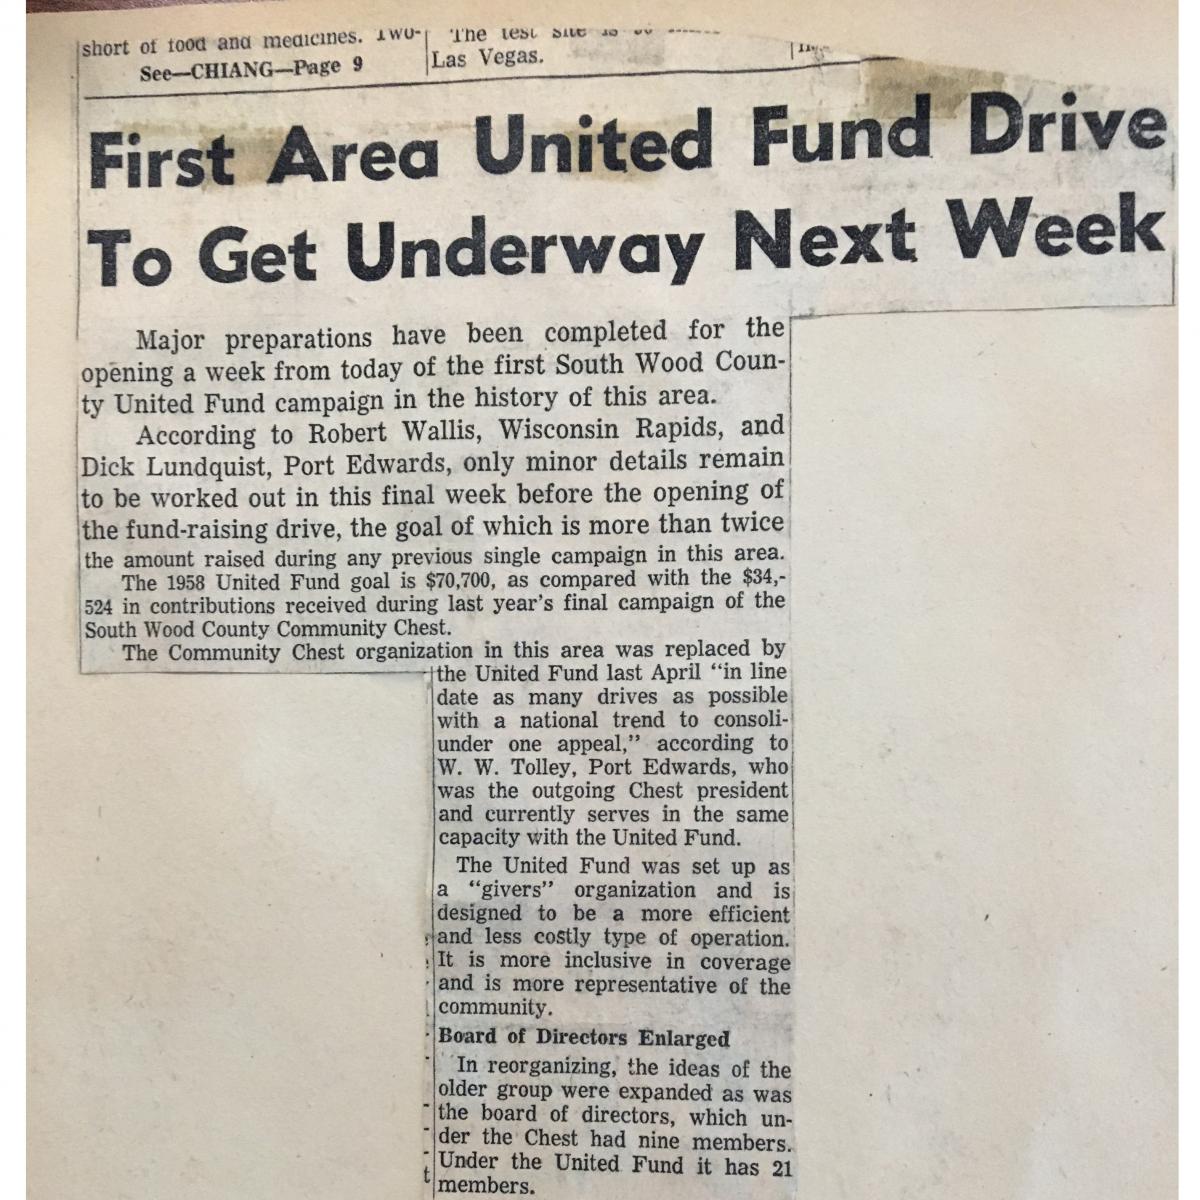 short of food and medicines. Two-
See—CHIANG—Page 9
The test site is
Las Vegas.
First Area United Fund Drive
To Get Underway Next Week
Major preparations have been completed for the
opening a week from today of the first South Wood Coun-
ty United Fund campaign in the history of this area.
According to Robert Wallis, Wisconsin Rapids, and
Dick Lundquist, Port Edwards, only minor details remain
to be worked out in this final week before the opening of
the fund-raising drive, the goal of which is more than twice
the amount raised during any previous single campaign in this area.
The 1958 United Fund goal is $70,700, as compared with the $34,-
524 in contributions received during last year's final campaign of the
South Wood County Community Chest.
The Community Chest organization in this area was replaced by
the United Fund last April “in line
date as many drives as possible
with a national trend to consoli-
under one appeal,” according to
W. W. Tolley, Port Edwards, who
was the outgoing Chest president
and currently serves in the same
capacity with the United Fund.
The United Fund was set up as
a “givers” organization and is
designed to be a more efficient
and less costly type of operation.
It is more inclusive in coverage
and is more representative of the
community.
Board of Directors Enlarged
In reorganizing, the ideas of the
older group were expanded as was
the board of directors, which un-
der the Chest had nine members.
Under the United Fund it has 21
members.